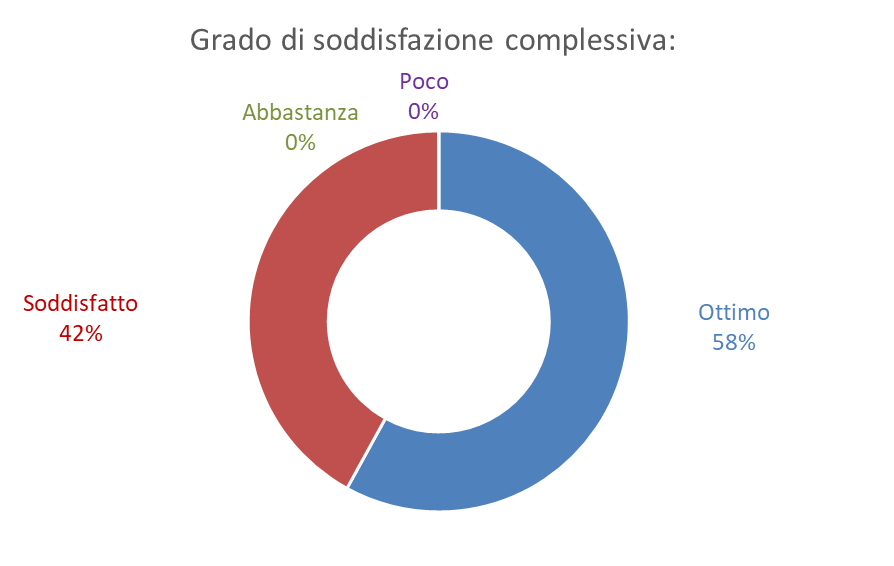 Grado di soddisfazione complessiva:
Poco
0%
Abbastanza
0%
Soddisfatto
42%
Ottimo
58%